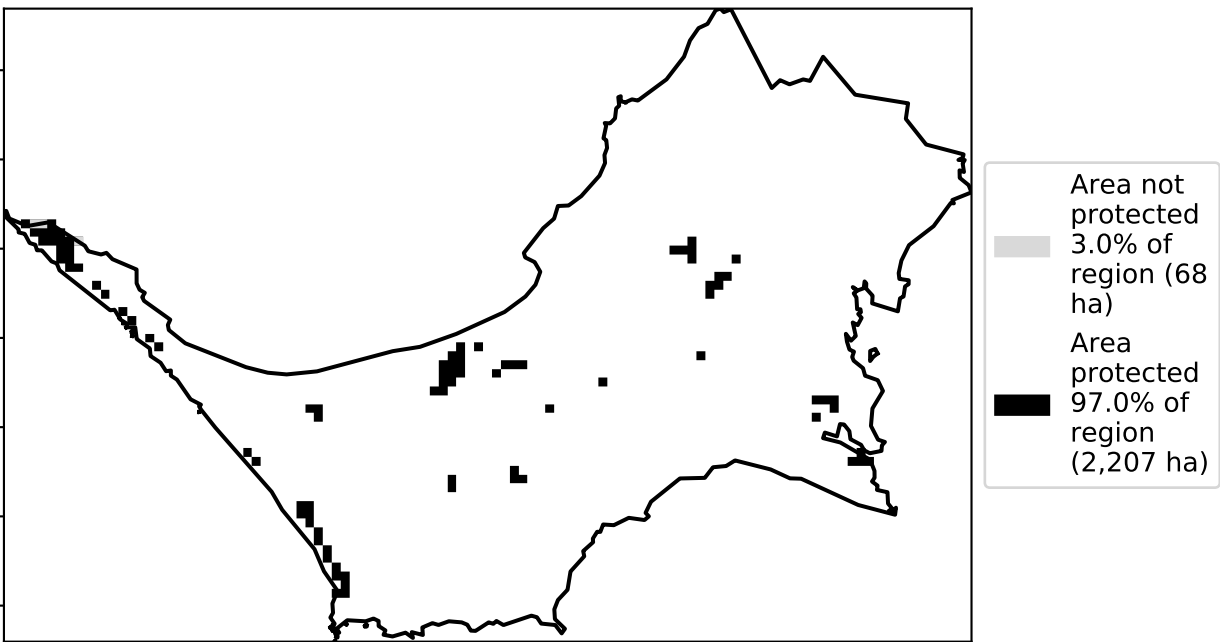 Area not
protected
3.0% of
region (68
ha)
Area
protected
97.0% of
region
(2,207 ha)